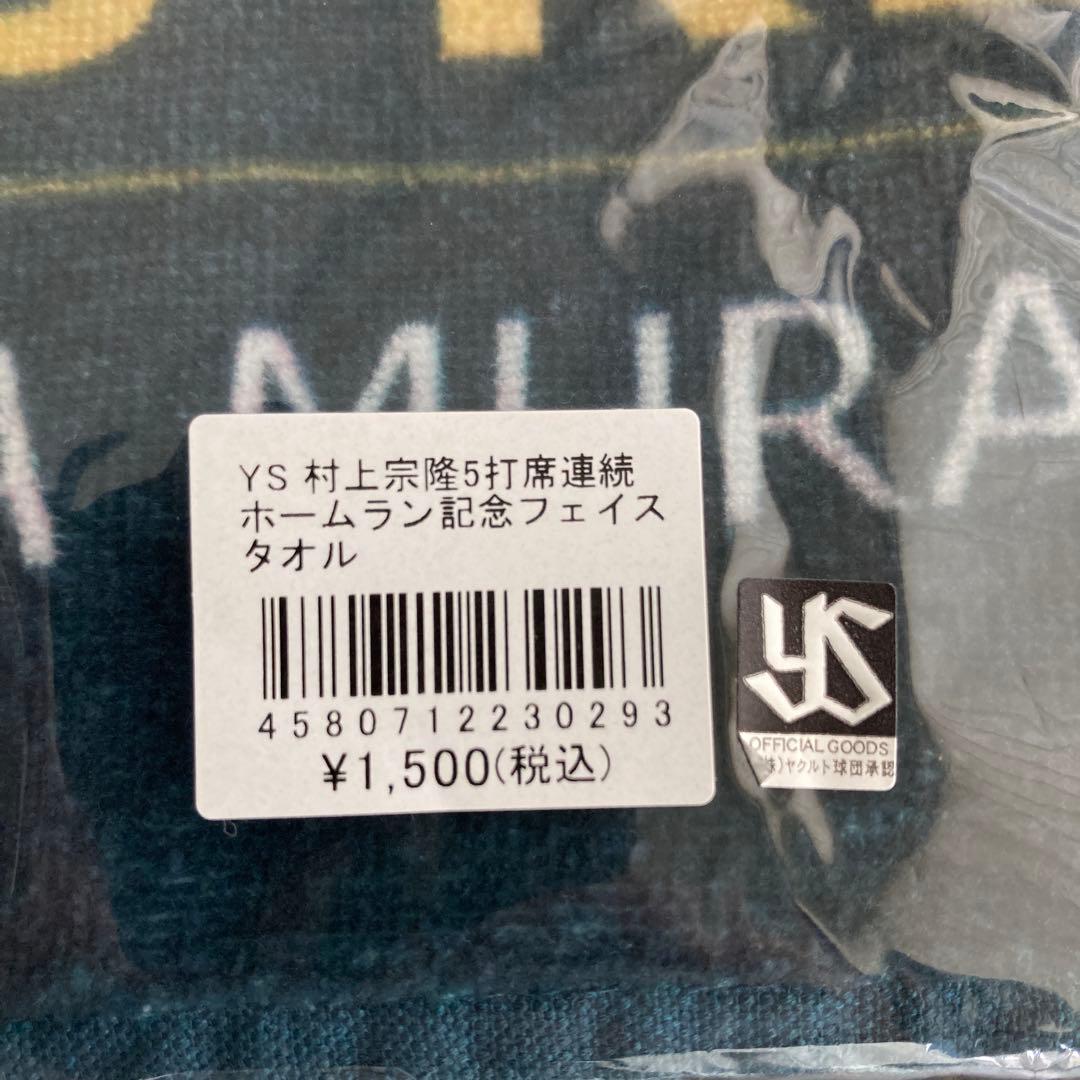 MURA
YS 村上宗隆5打席連続
ホームラン記念フェイス
タオル
4580712230293
¥1,500(税込)
YS
OFFICIAL GOODS
株)ヤクルト球団承認